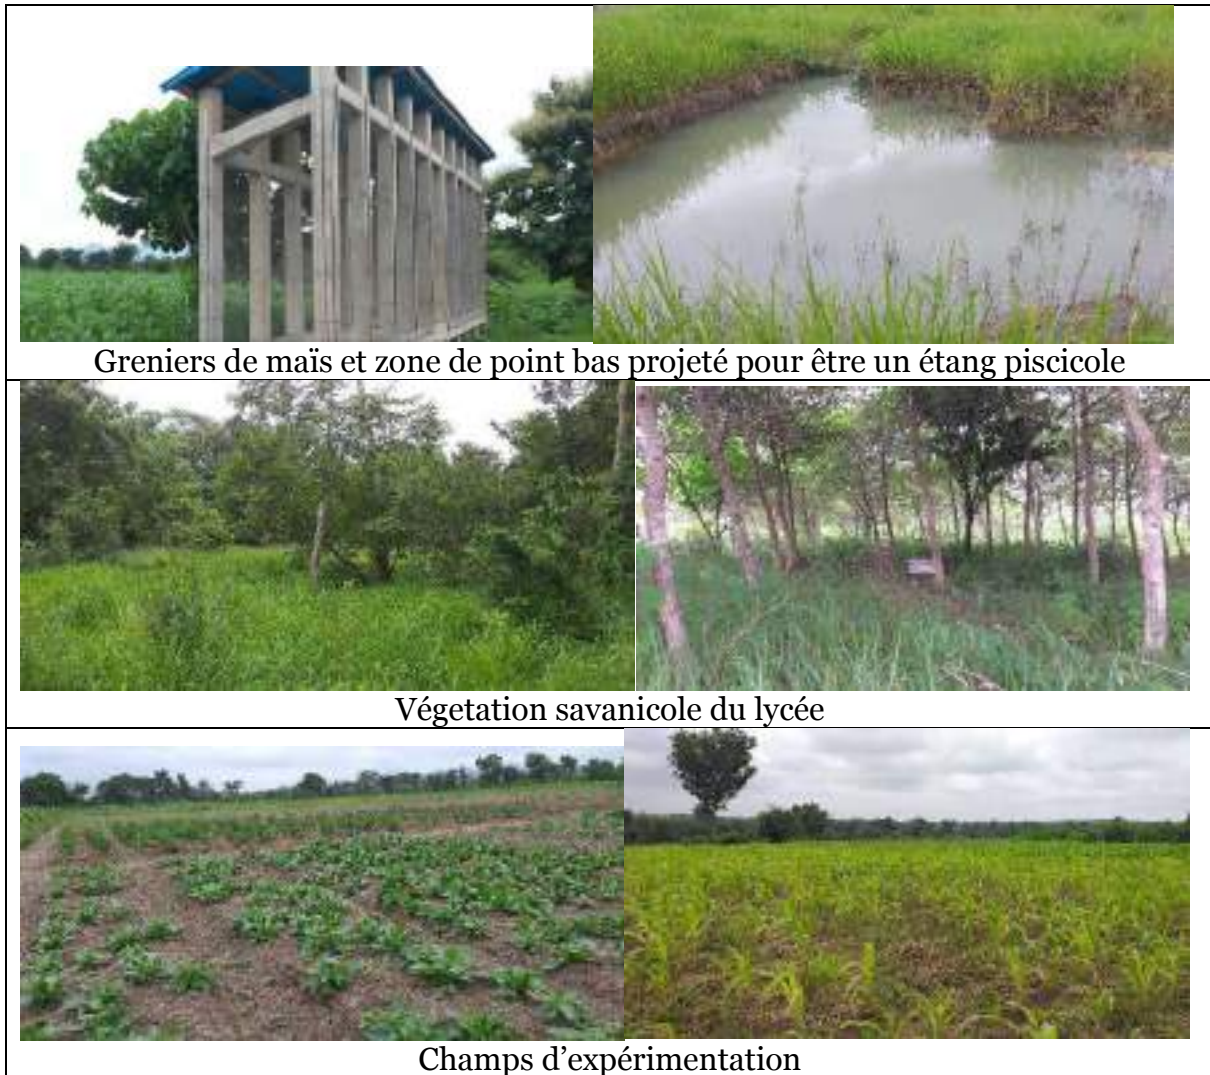 Greniers de maïs et zone de point bas projeté pour être un étang piscicole
Végetation savanicole du lycée
Champs d’expérimentation